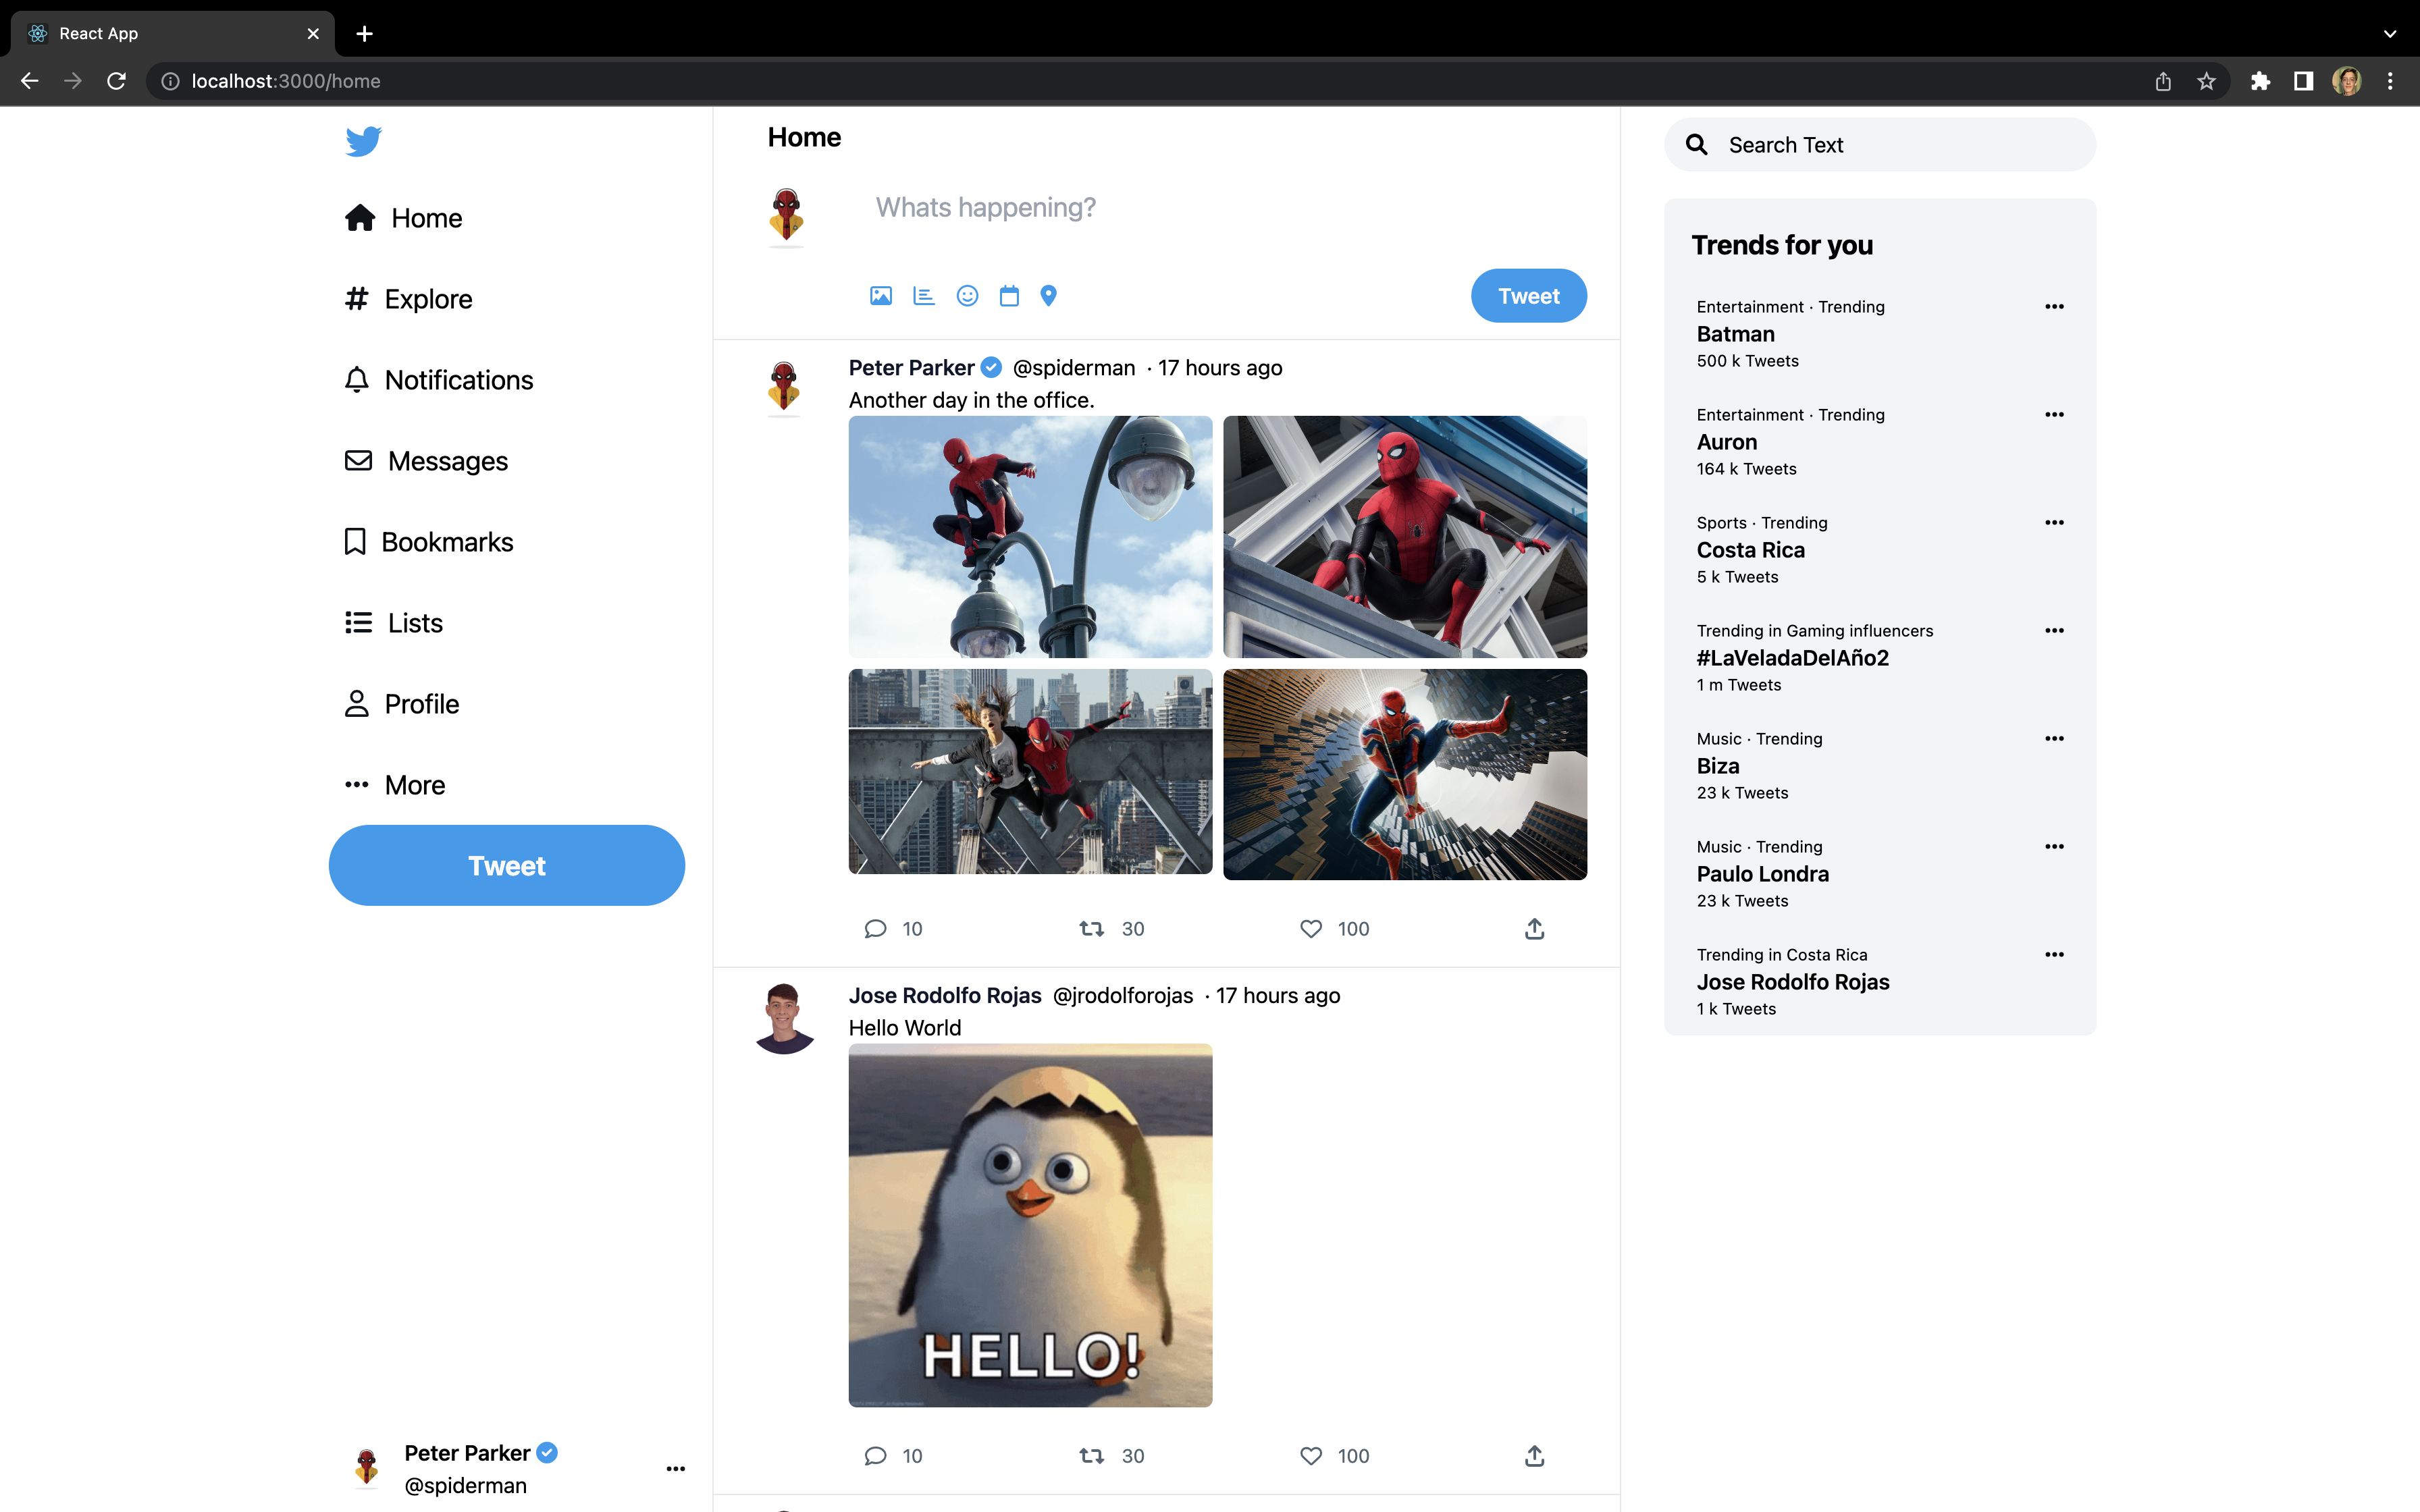 React App
localhost:3000/home
Home
Explore
Notifications
Messages
Bookmarks
Lists
Profile
More
Tweet
Peter Parker
@spiderman
Home
Whats happening?
Tweet
Peter Parker @spiderman · 17 hours ago
Another day in the office.
10 30 100
Jose Rodolfo Rojas @jrodolforojas · 17 hours ago
Hello World
HELLO!
10 30 100
Search Text
Trends for you
Entertainment · Trending
Batman
500 k Tweets
Entertainment · Trending
Auron
164 k Tweets
Sports · Trending
Costa Rica
5 k Tweets
Trending in Gaming influencers
#LaVeladaDelAño2
1 m Tweets
Music · Trending
Biza
23 k Tweets
Music · Trending
Paulo Londra
23 k Tweets
Trending in Costa Rica
Jose Rodolfo Rojas
1 k Tweets